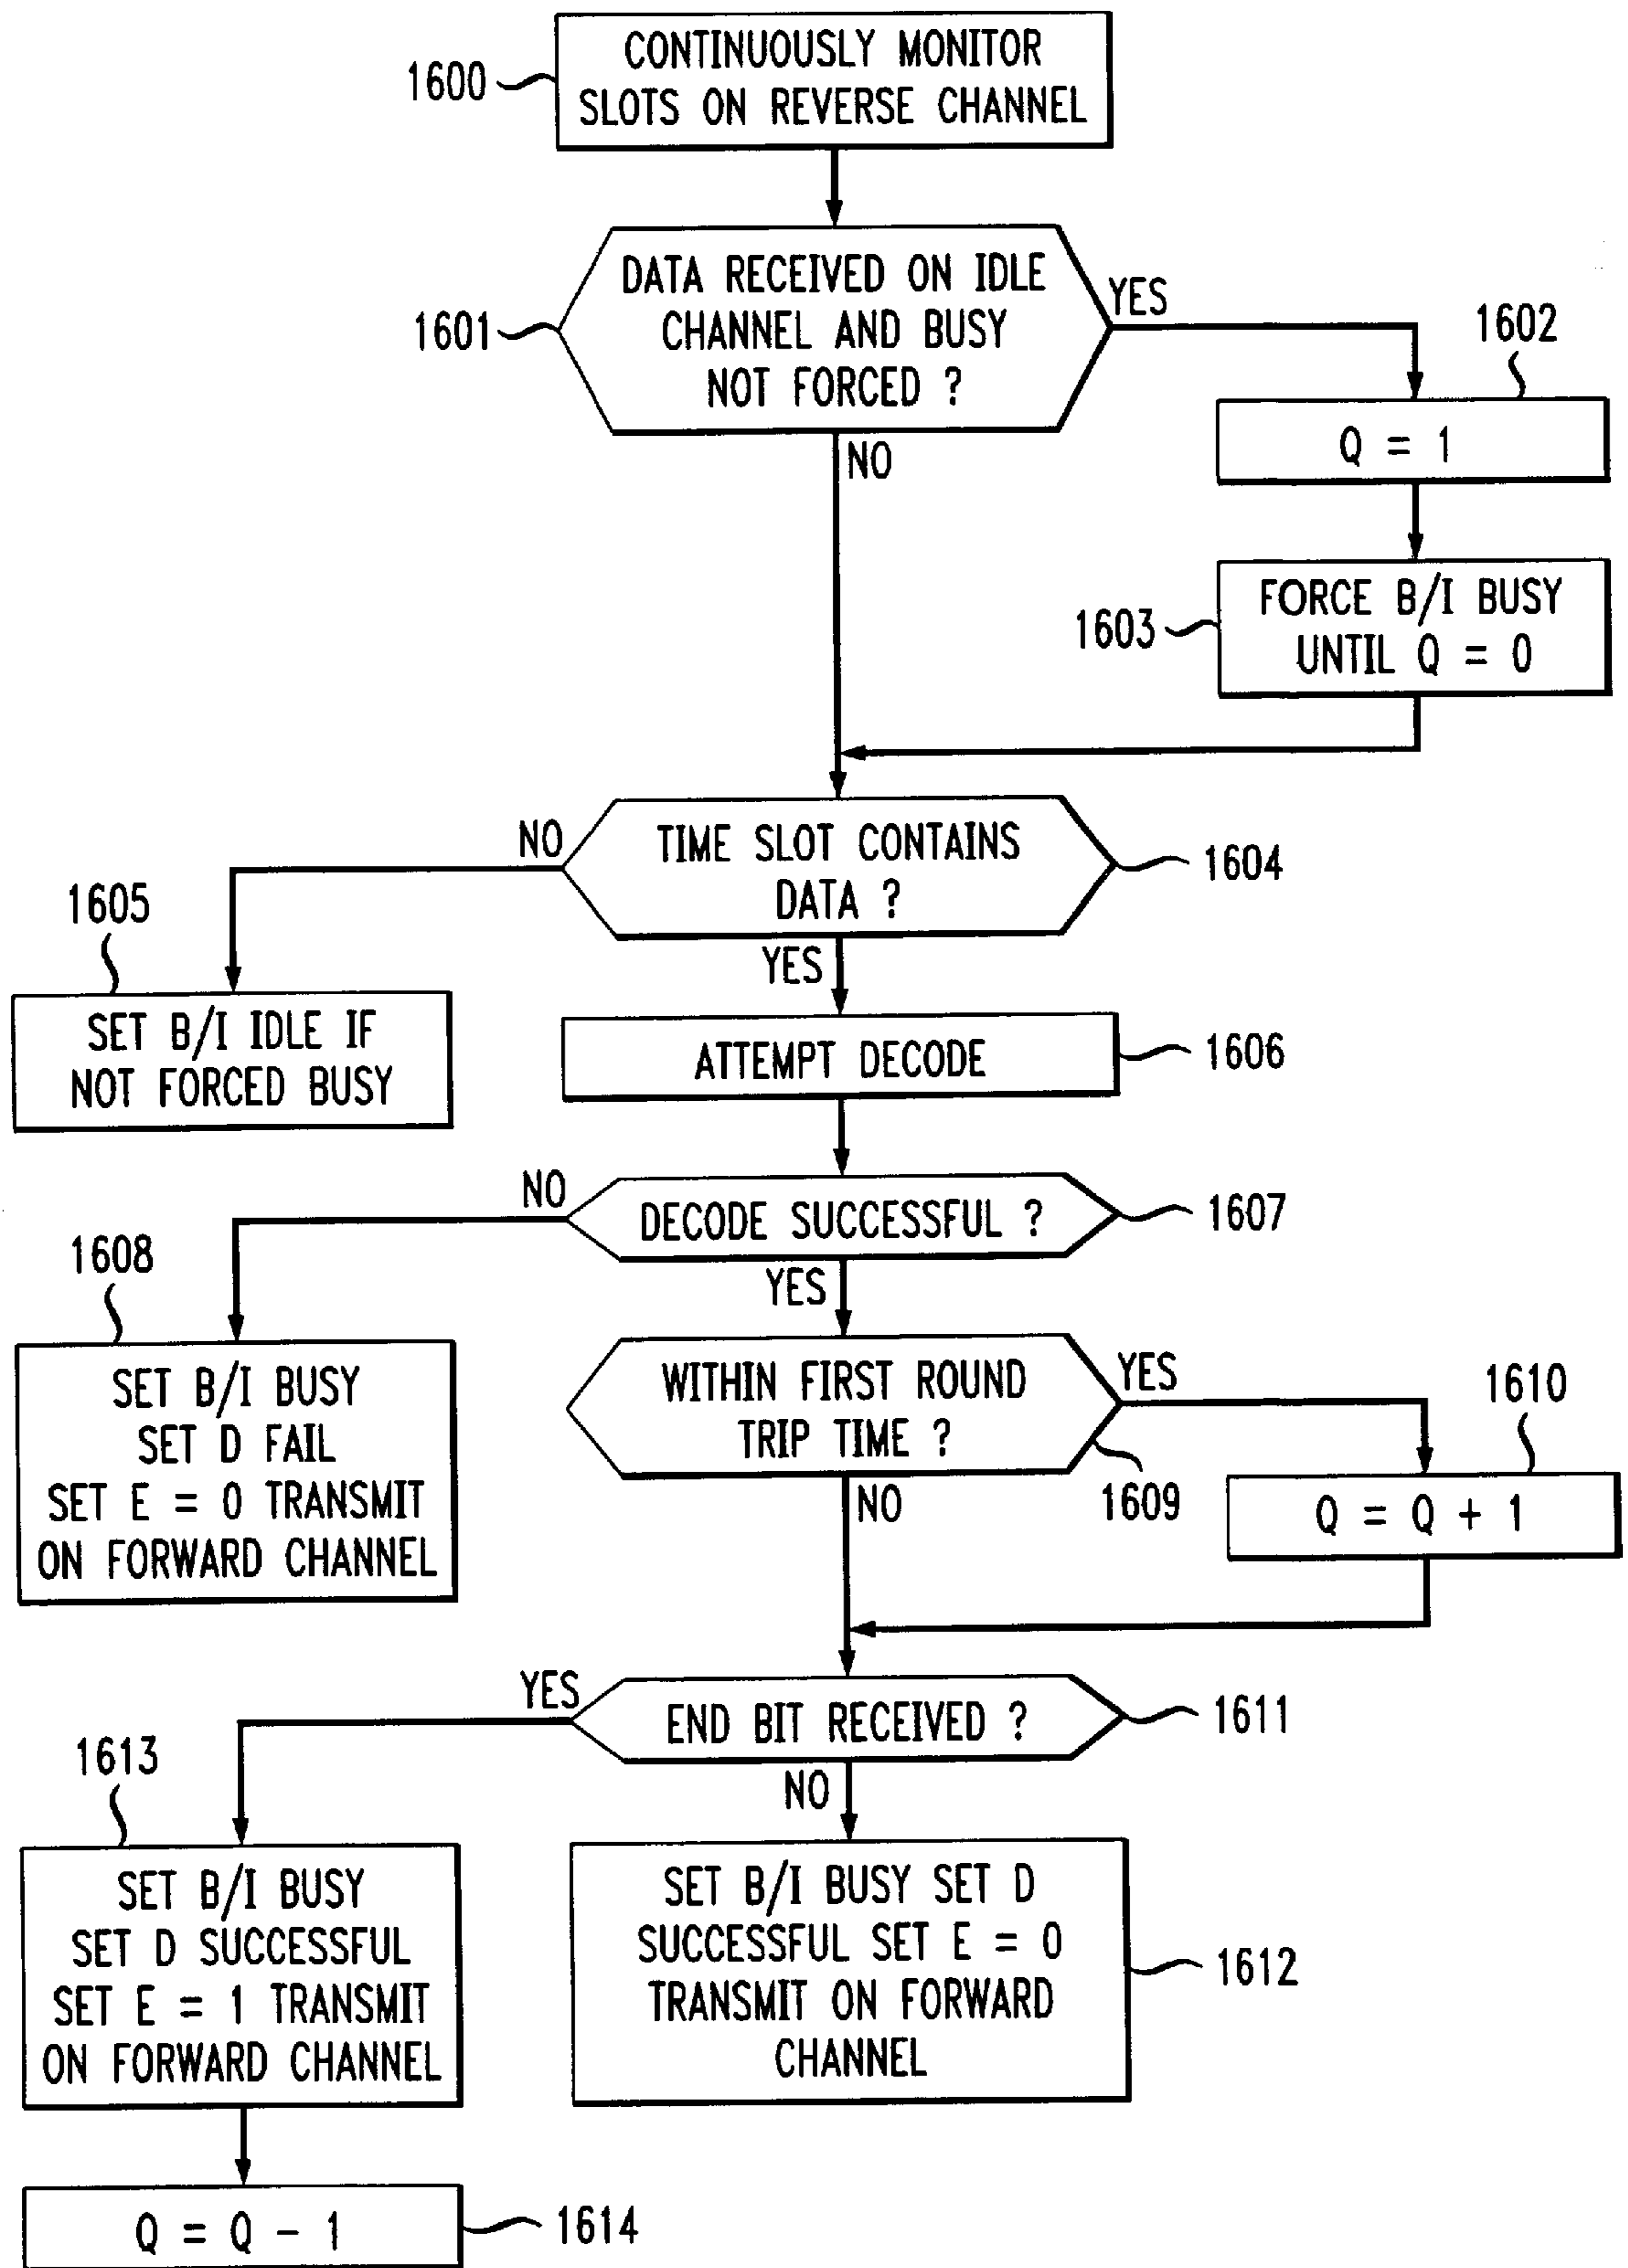 CONTINUOUSLY MONITOR
SLOTS ON REVERSE CHANNEL
1600
DATA RECEIVED ON IDLE
CHANNEL AND BUSY
NOT FORCED ?
1601
YES
NO
1602
Q = 1
1603
FORCE B/I BUSY
UNTIL Q = 0
TIME SLOT CONTAINS
DATA ?
1604
NO
YES
1605
SET B/I IDLE IF
NOT FORCED BUSY
ATTEMPT DECODE
1606
DECODE SUCCESSFUL ?
1607
NO
YES
1608
SET B/I BUSY
SET D FAIL
SET E = 0 TRANSMIT
ON FORWARD CHANNEL
WITHIN FIRST ROUND
TRIP TIME ?
1609
YES
NO
1610
Q = Q + 1
END BIT RECEIVED ?
1611
YES
NO
1613
SET B/I BUSY
SET D SUCCESSFUL
SET E = 1 TRANSMIT
ON FORWARD CHANNEL
SET B/I BUSY SET D
SUCCESSFUL SET E = 0
TRANSMIT ON FORWARD
CHANNEL
1612
Q = Q - 1
1614